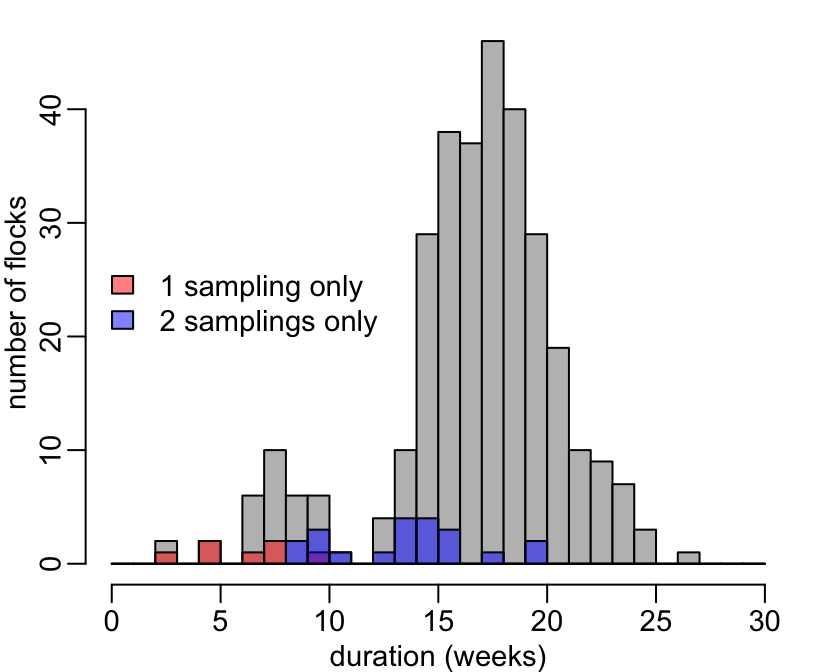 number of flocks
40
30
20
10
0
1 sampling only
2 samplings only
0 5 10 15 20 25 30
duration (weeks)